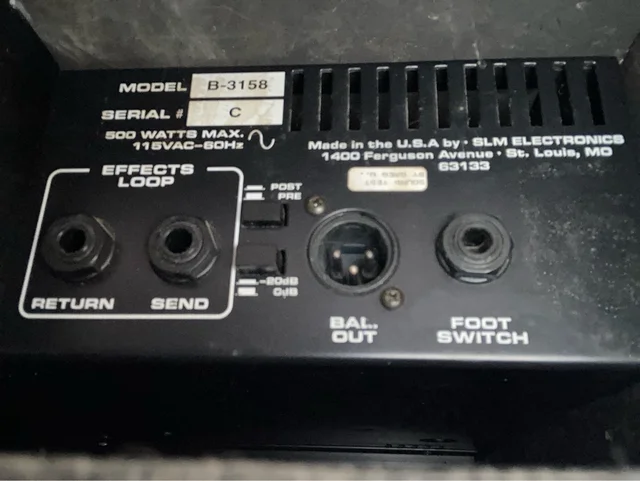 MODEL B-3158
SERIAL # C
500 WATTS MAX.
115VAC-60Hz
Made in the U.S.A by · SLM ELECTRONICS
1400 Ferguson Avenue · St. Louis, MO
63133
EFFECTS
LOOP
POST
PRE
-20dB
0dB
RETURN
SEND
BAL.
OUT
FOOT
SWITCH